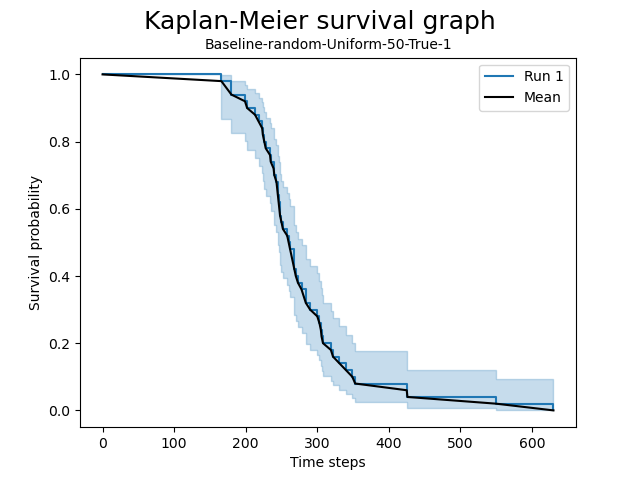 Kaplan-Meier survival graph
Baseline-random-Uniform-50-True-1
Run 1
Mean
Survival probability
1.0
0.8
0.6
0.4
0.2
0.0
0 100 200 300 400 500 600
Time steps